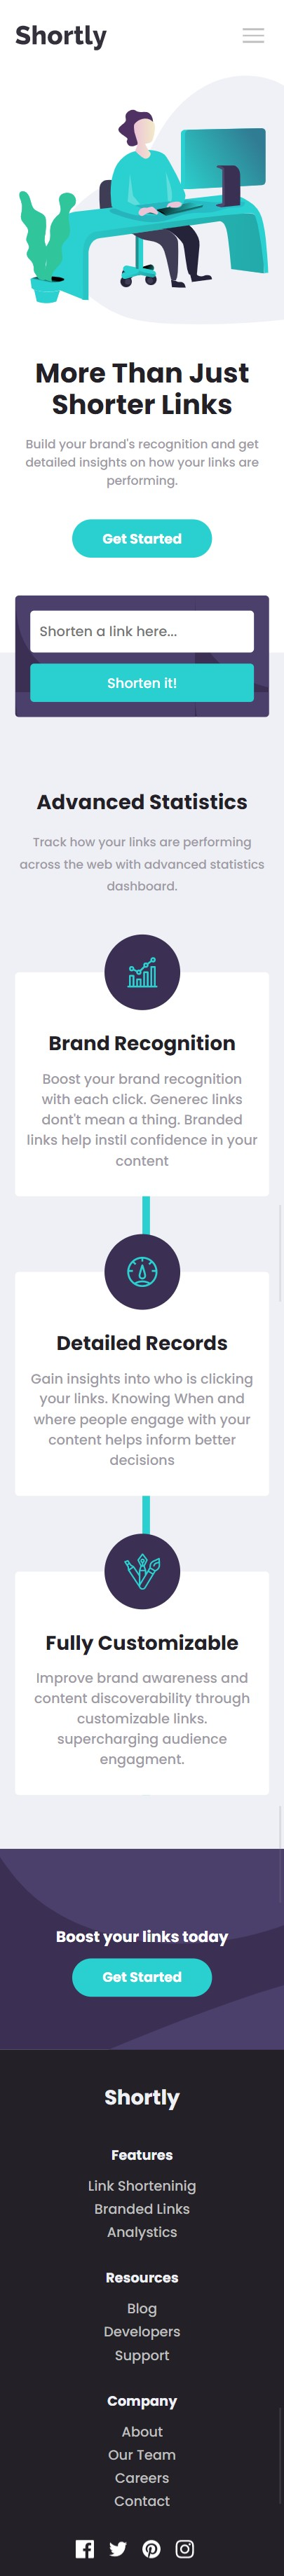 Shortly
More Than Just
Shorter Links
Build your brand's recognition and get
detailed insights on how your links are
performing.
Get Started
Shorten a link here...
Shorten it!
Advanced Statistics
Track how your links are performing
across the web with advanced statistics
dashboard.
Brand Recognition
Boost your brand recognition
with each click. Generec links
dont't mean a thing. Branded
links help instil confidence in your
content
Detailed Records
Gain insights into who is clicking
your links. Knowing When and
where people engage with your
content helps inform better
decisions
Fully Customizable
Improve brand awareness and
content discoverability through
customizable links.
supercharging audience
engagment.
Boost your links today
Get Started
Shortly
Features
Link Shorteninig
Branded Links
Analystics
Resources
Blog
Developers
Support
Company
About
Our Team
Careers
Contact